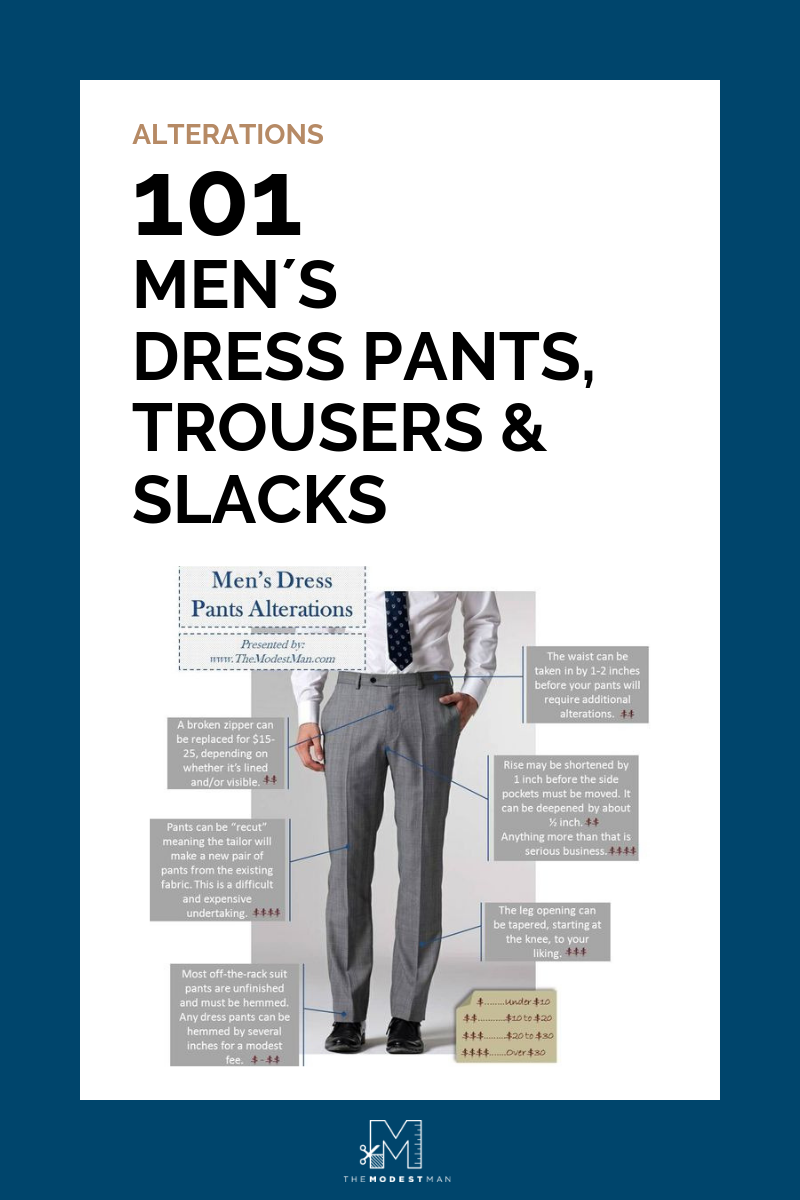 ALTERATIONS
101
MEN´S
DRESS PANTS,
TROUSERS &
SLACKS
Men's Dress
Pants Alterations
Presented by:
www.TheModestMan.com
The waist can be
taken in by 1-2 inches
before your pants will
require additional
alterations. $$
A broken zipper can
be replaced for $15-
25, depending on
whether it's lined
and/or visible. $$
Rise may be shortened by
1 inch before the side
pockets must be moved. It
can be deepened by about
½ inch. $$
Anything more than that is
serious business. $$$$
Pants can be "recut"
meaning the tailor will
make a new pair of
pants from the existing
fabric. This is a difficult
and expensive
undertaking. $$$$
The leg opening can
be tapered, starting at
the knee, to your
liking. $$$
Most off-the-rack suit
pants are unfinished
and must be hemmed.
Any dress pants can be
hemmed by several
inches for a modest
fee. $ - $$
$........Under $10
$$..........$10 to $20
$$$.......$20 to $30
$$$$......Over $30
M
THEMODESTMAN